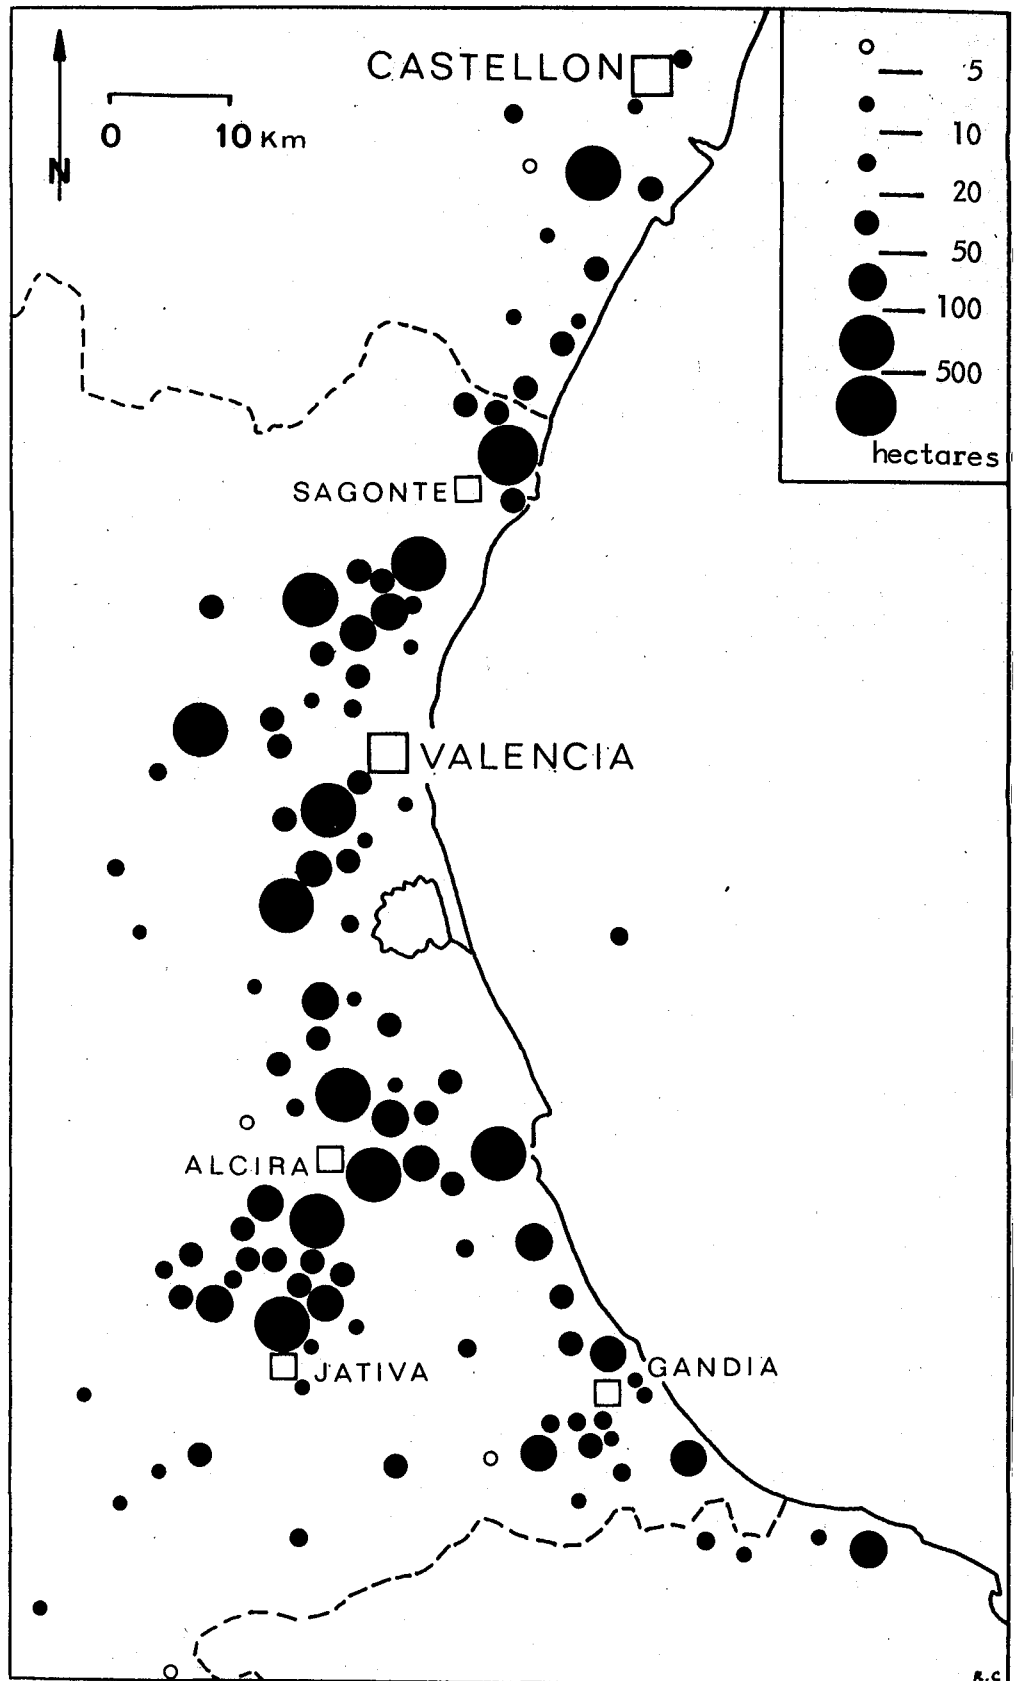 CASTELLON
0 10 Km
N
5
10
20
50
100
500
hectares
SAGONTE
VALENCIA
ALCIRA
JATIVA
GANDIA
R.C